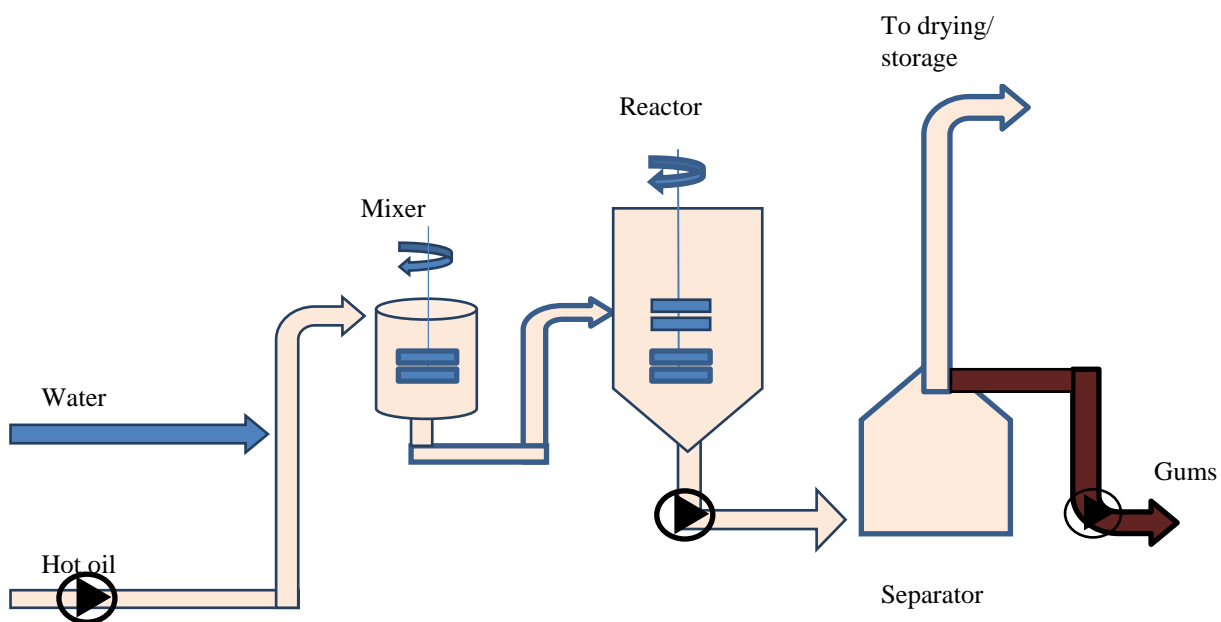 To drying/
storage
Reactor
Mixer
Water
Gums
Hot oil
Separator